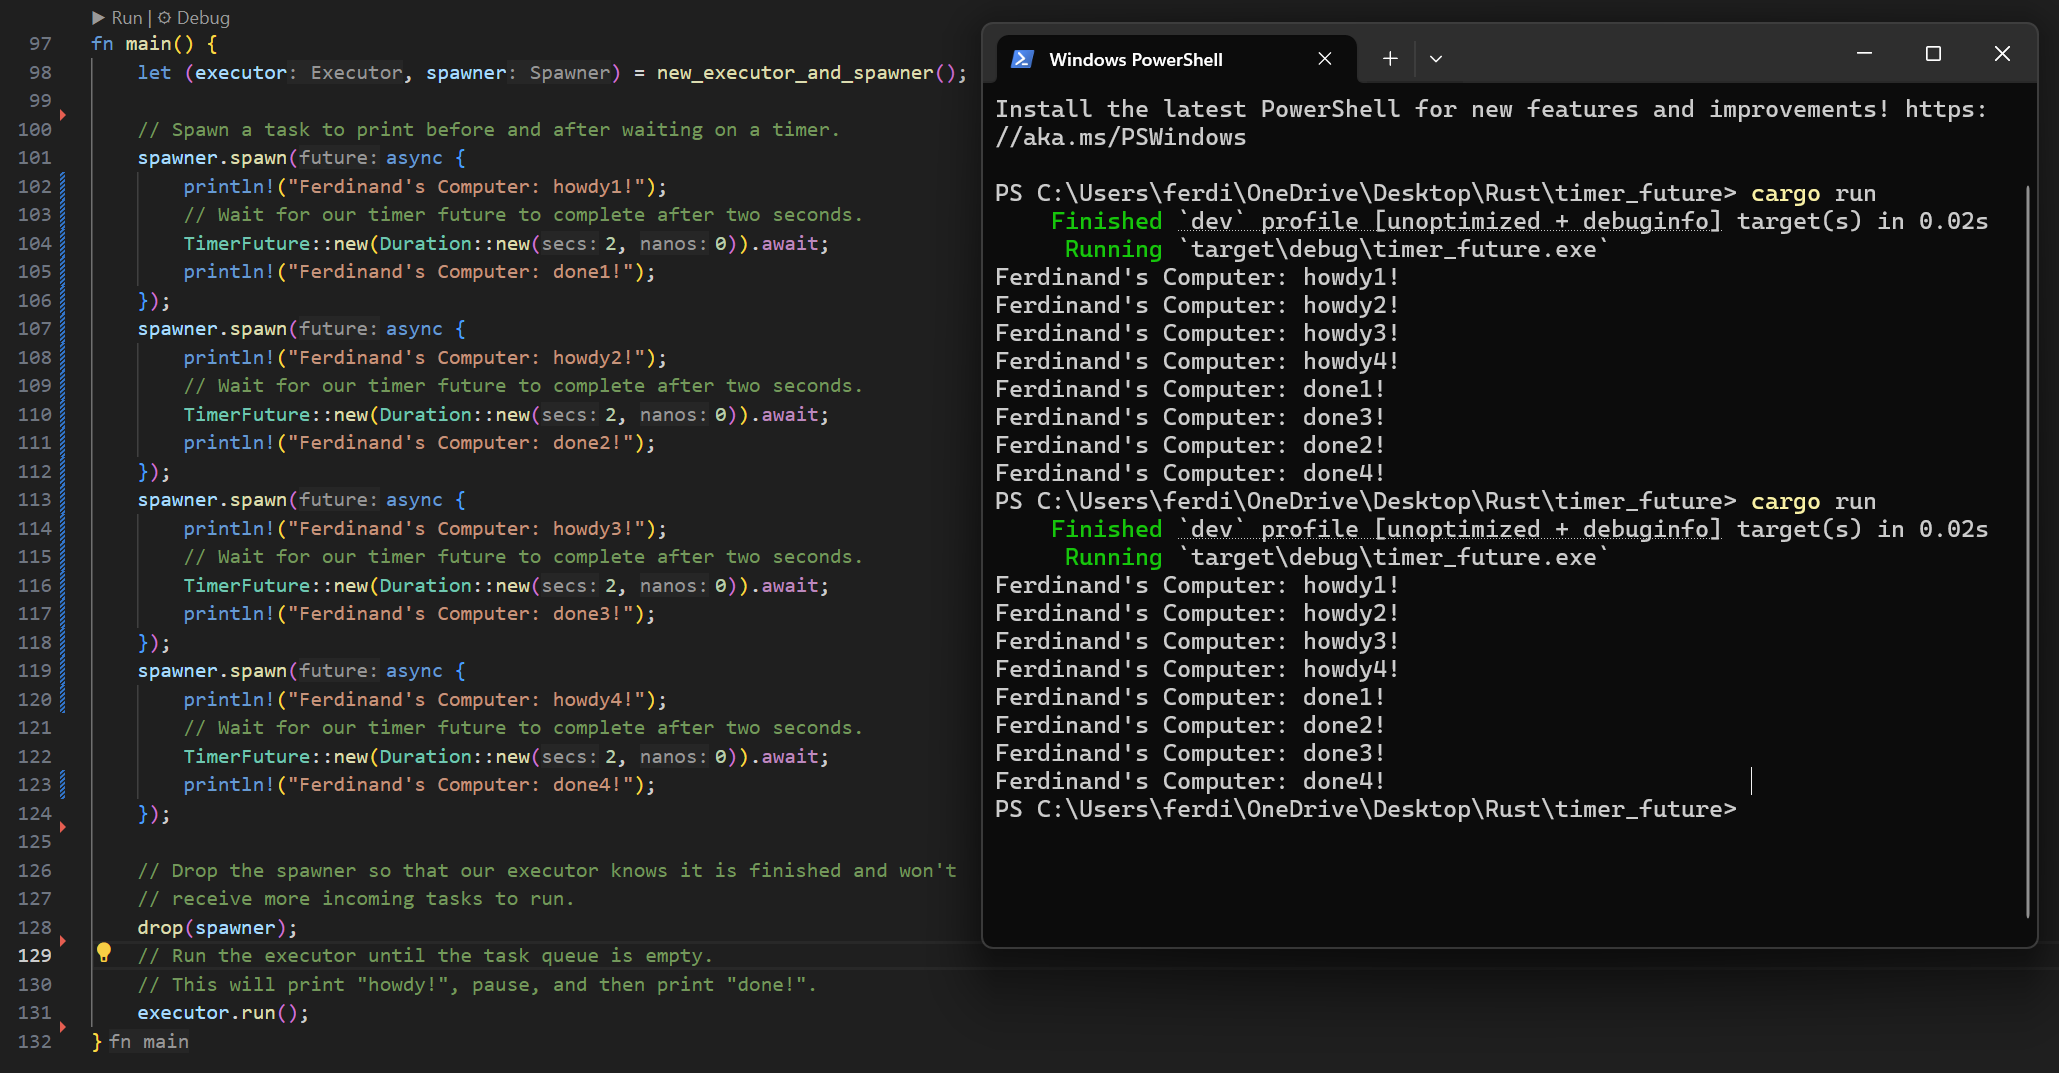 ▶ Run | ⚙ Debug
97 fn main() {
98 let (executor: Executor, spawner: Spawner) = new_executor_and_spawner();
99
100 // Spawn a task to print before and after waiting on a timer.
101 spawner.spawn(future: async {
102 println!("Ferdinand's Computer: howdy1!");
103 // Wait for our timer future to complete after two seconds.
104 TimerFuture::new(Duration::new(secs: 2, nanos: 0)).await;
105 println!("Ferdinand's Computer: done1!");
106 });
107 spawner.spawn(future: async {
108 println!("Ferdinand's Computer: howdy2!");
109 // Wait for our timer future to complete after two seconds.
110 TimerFuture::new(Duration::new(secs: 2, nanos: 0)).await;
111 println!("Ferdinand's Computer: done2!");
112 });
113 spawner.spawn(future: async {
114 println!("Ferdinand's Computer: howdy3!");
115 // Wait for our timer future to complete after two seconds.
116 TimerFuture::new(Duration::new(secs: 2, nanos: 0)).await;
117 println!("Ferdinand's Computer: done3!");
118 });
119 spawner.spawn(future: async {
120 println!("Ferdinand's Computer: howdy4!");
121 // Wait for our timer future to complete after two seconds.
122 TimerFuture::new(Duration::new(secs: 2, nanos: 0)).await;
123 println!("Ferdinand's Computer: done4!");
124 });
125
126 // Drop the spawner so that our executor knows it is finished and won't
127 // receive more incoming tasks to run.
128 drop(spawner);
129 // Run the executor until the task queue is empty.
130 // This will print "howdy!", pause, and then print "done!".
131 executor.run();
132 } fn main
Windows PowerShell
Install the latest PowerShell for new features and improvements! https:
//aka.ms/PSWindows
PS C:\Users\ferdi\OneDrive\Desktop\Rust\timer_future> cargo run
Finished `dev` profile [unoptimized + debuginfo] target(s) in 0.02s
Running `target\debug\timer_future.exe`
Ferdinand's Computer: howdy1!
Ferdinand's Computer: howdy2!
Ferdinand's Computer: howdy3!
Ferdinand's Computer: howdy4!
Ferdinand's Computer: done1!
Ferdinand's Computer: done3!
Ferdinand's Computer: done2!
Ferdinand's Computer: done4!
PS C:\Users\ferdi\OneDrive\Desktop\Rust\timer_future> cargo run
Finished `dev` profile [unoptimized + debuginfo] target(s) in 0.02s
Running `target\debug\timer_future.exe`
Ferdinand's Computer: howdy1!
Ferdinand's Computer: howdy2!
Ferdinand's Computer: howdy3!
Ferdinand's Computer: howdy4!
Ferdinand's Computer: done1!
Ferdinand's Computer: done2!
Ferdinand's Computer: done3!
Ferdinand's Computer: done4!
PS C:\Users\ferdi\OneDrive\Desktop\Rust\timer_future>